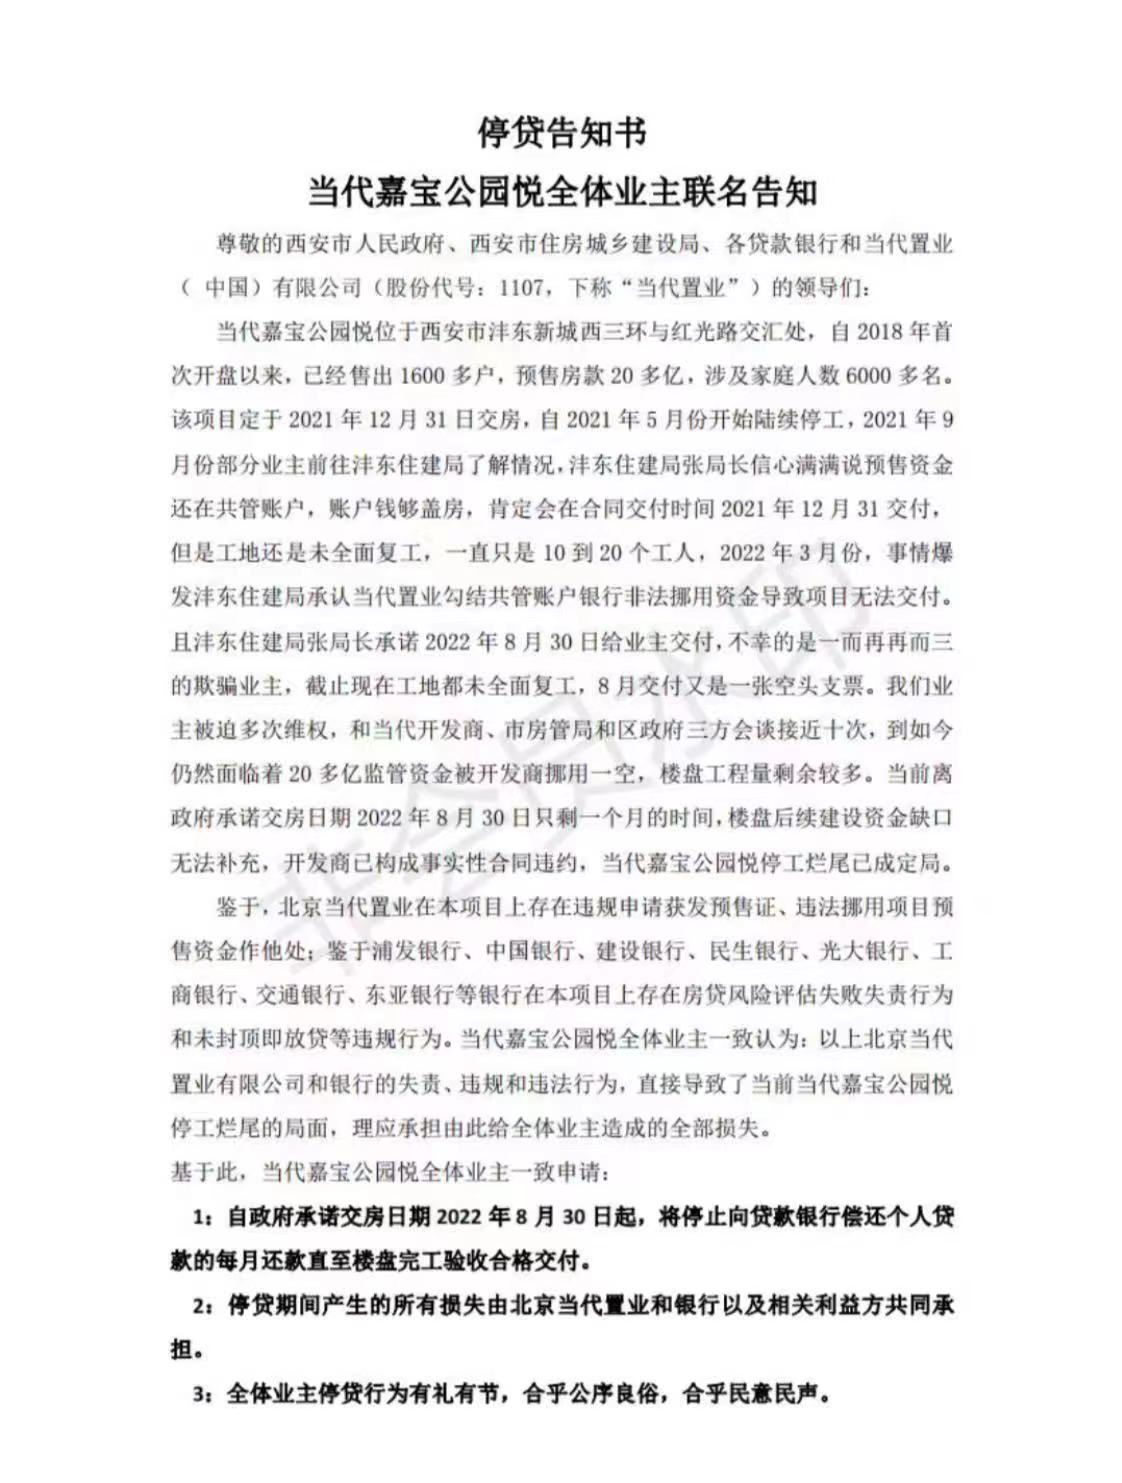 停贷告知书
当代嘉宝公园悦全体业主联名告知
尊敬的西安市人民政府、西安市住房城乡建设局、各贷款银行和当代置业
（ 中国）有限公司（股份代号：1107，下称“当代置业”）的领导们：
当代嘉宝公园悦位于西安市沣东新城西三环与红光路交汇处，自 2018 年首
次开盘以来，已经售出 1600 多户，预售房款 20 多亿，涉及家庭人数 6000 多名。
该项目定于 2021 年 12 月 31 日交房，自 2021 年 5 月份开始陆续停工，2021 年 9
月份部分业主前往沣东住建局了解情况，沣东住建局张局长信心满满说预售资金
还在共管账户，账户钱够盖房，肯定会在合同交付时间 2021 年 12 月 31 交付，
但是工地还是未全面复工，一直只是 10 到 20 个工人，2022 年 3 月份，事情爆
发沣东住建局承认当代置业勾结共管账户银行非法挪用资金导致项目无法交付。
且沣东住建局张局长承诺 2022 年 8 月 30 日给业主交付，不幸的是一而再再而三
的欺骗业主，截止现在工地都未全面复工，8 月交付又是一张空头支票。我们业
主被迫多次维权，和当代开发商、市房管局和区政府三方会谈接近十次，到如今
仍然面临着 20 多亿监管资金被开发商挪用一空，楼盘工程量剩余较多。当前离
政府承诺交房日期 2022 年 8 月 30 日只剩一个月的时间，楼盘后续建设资金缺口
无法补充，开发商已构成事实性合同违约，当代嘉宝公园悦停工烂尾已成定局。
鉴于，北京当代置业在本项目上存在违规申请获发预售证、违法挪用项目预
售资金作他处；鉴于浦发银行、中国银行、建设银行、民生银行、光大银行、工
商银行、交通银行、东亚银行等银行在本项目上存在房贷风险评估失败失责行为
和未封顶即放贷等违规行为。当代嘉宝公园悦全体业主一致认为：以上北京当代
置业有限公司和银行的失责、违规和违法行为，直接导致了当前当代嘉宝公园悦
停工烂尾的局面，理应承担由此给全体业主造成的全部损失。
基于此，当代嘉宝公园悦全体业主一致申请：
1：自政府承诺交房日期 2022 年 8 月 30 日起，将停止向贷款银行偿还个人贷
款的每月还款直至楼盘完工验收合格交付。
2：停贷期间产生的所有损失由北京当代置业和银行以及相关利益方共同承
担。
3：全体业主停贷行为有礼有节，合乎公序良俗，合乎民意民声。
非会员水印